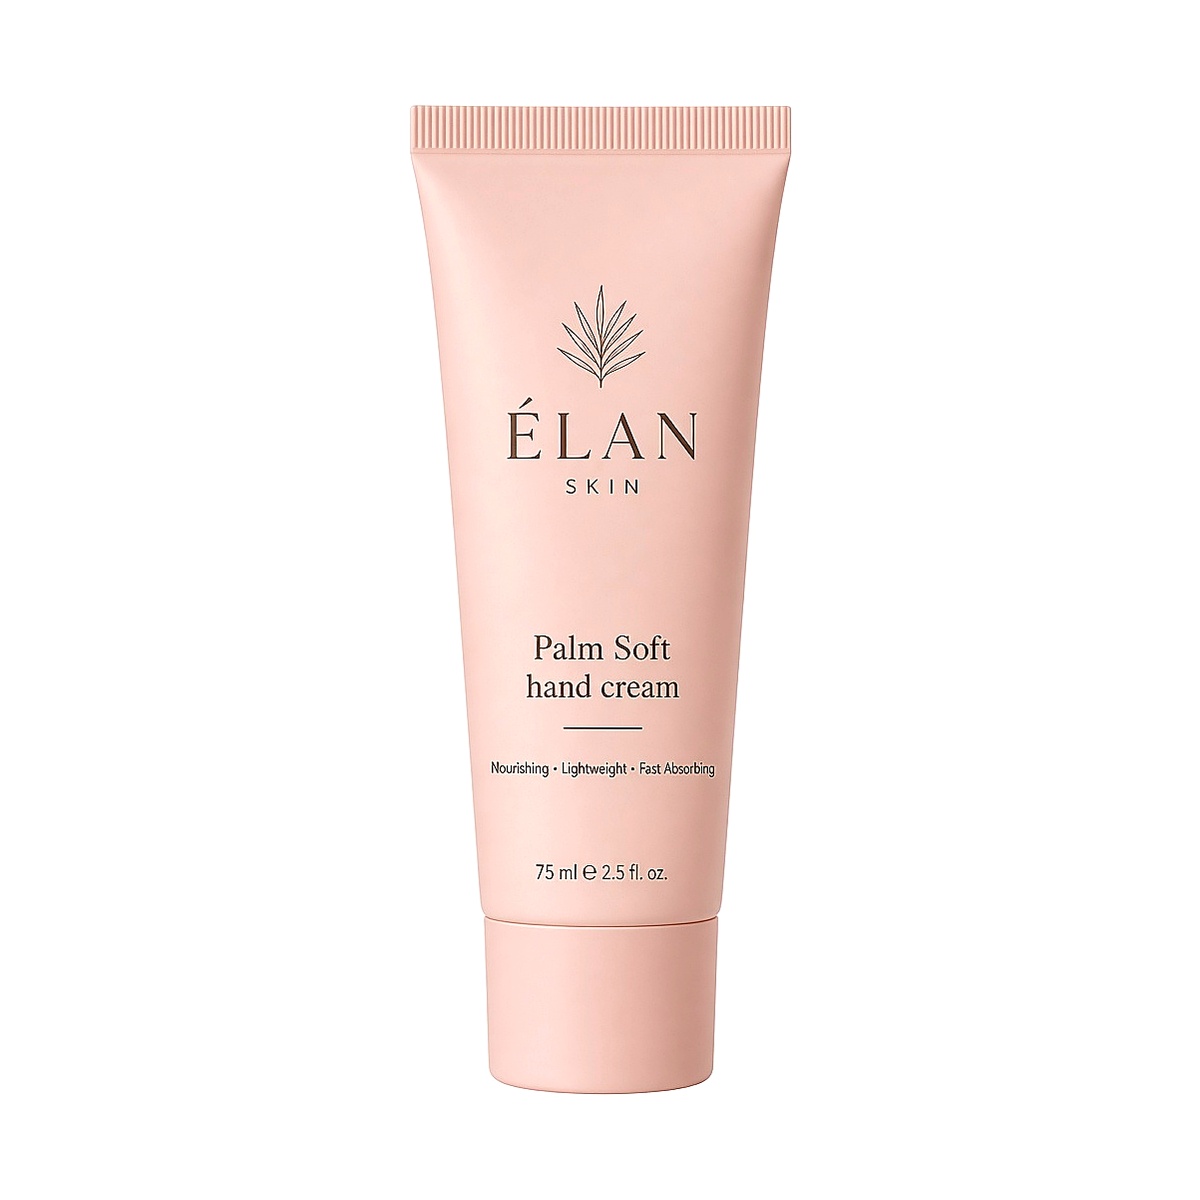 ÉLAN
SKIN
Palm Soft
hand cream
Nourishing • Lightweight • Fast Absorbing
75 ml ℮ 2.5 fl. oz.